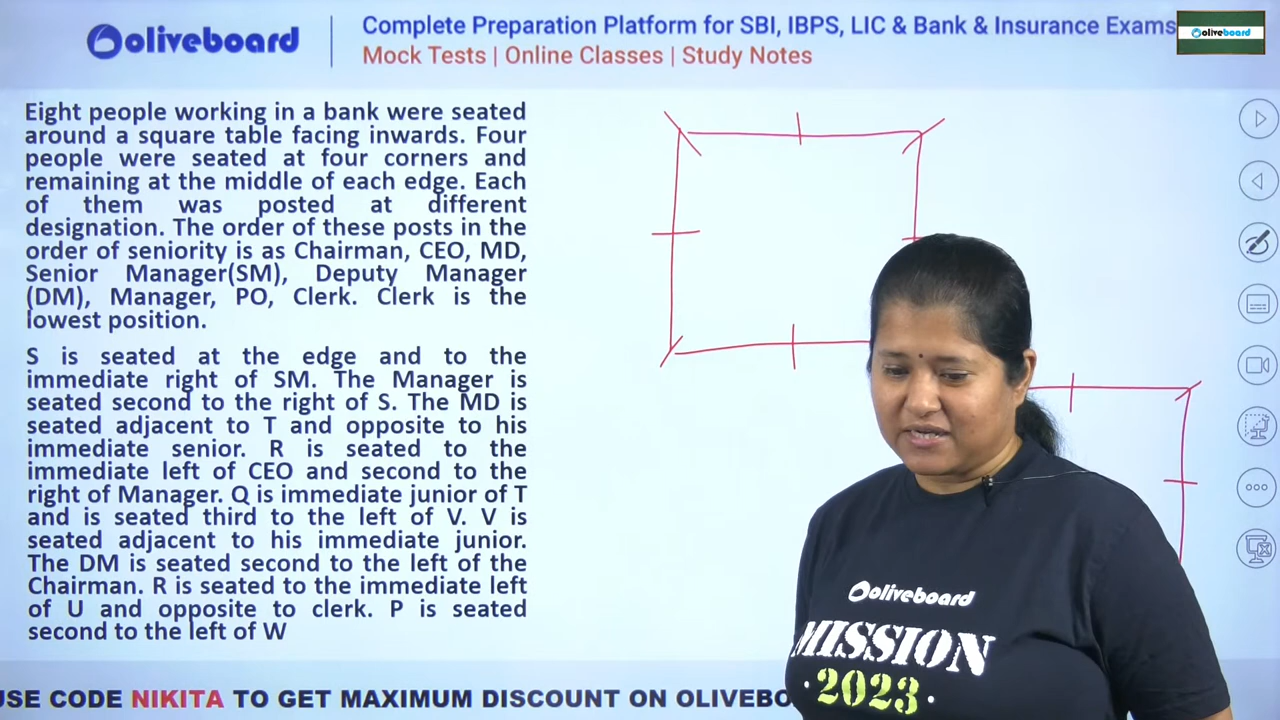 oliveboard
Complete Preparation Platform for SBI, IBPS, LIC & Bank & Insurance Exams
Mock Tests | Online Classes | Study Notes
oliveboard
Eight people working in a bank were seated
around a square table facing inwards. Four
people were seated at four corners and
remaining at the middle of each edge. Each
of them was posted at different
designation. The order of these posts in the
order of seniority is as Chairman, CEO, MD,
Senior Manager(SM), Deputy Manager
(DM), Manager, PO, Clerk. Clerk is the
lowest position.
S is seated at the edge and to the
immediate right of SM. The Manager is
seated second to the right of S. The MD is
seated adjacent to T and opposite to his
immediate senior. R is seated to the
immediate left of CEO and second to the
right of Manager. Q is immediate junior of T
and is seated third to the left of V. V is
seated adjacent to his immediate junior.
The DM is seated second to the left of the
Chairman. R is seated to the immediate left
of U and opposite to clerk. P is seated
second to the left of W
oliveboard
MISSION
2023
USE CODE NIKITA TO GET MAXIMUM DISCOUNT ON OLIVEBO